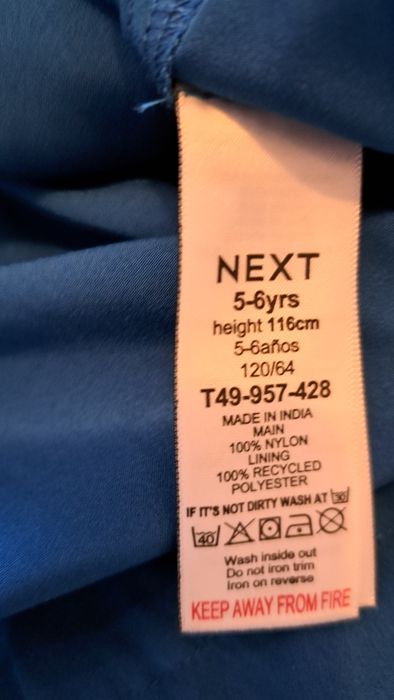 NEXT
5-6yrs
height 116cm
5-6años
120/64
T49-957-428
MADE IN INDIA
MAIN
100% NYLON
LINING
100% RECYCLED
POLYESTER
IF IT'S NOT DIRTY WASH AT 30
40
Wash inside out
Do not iron trim
Iron on reverse
KEEP AWAY FROM FIRE